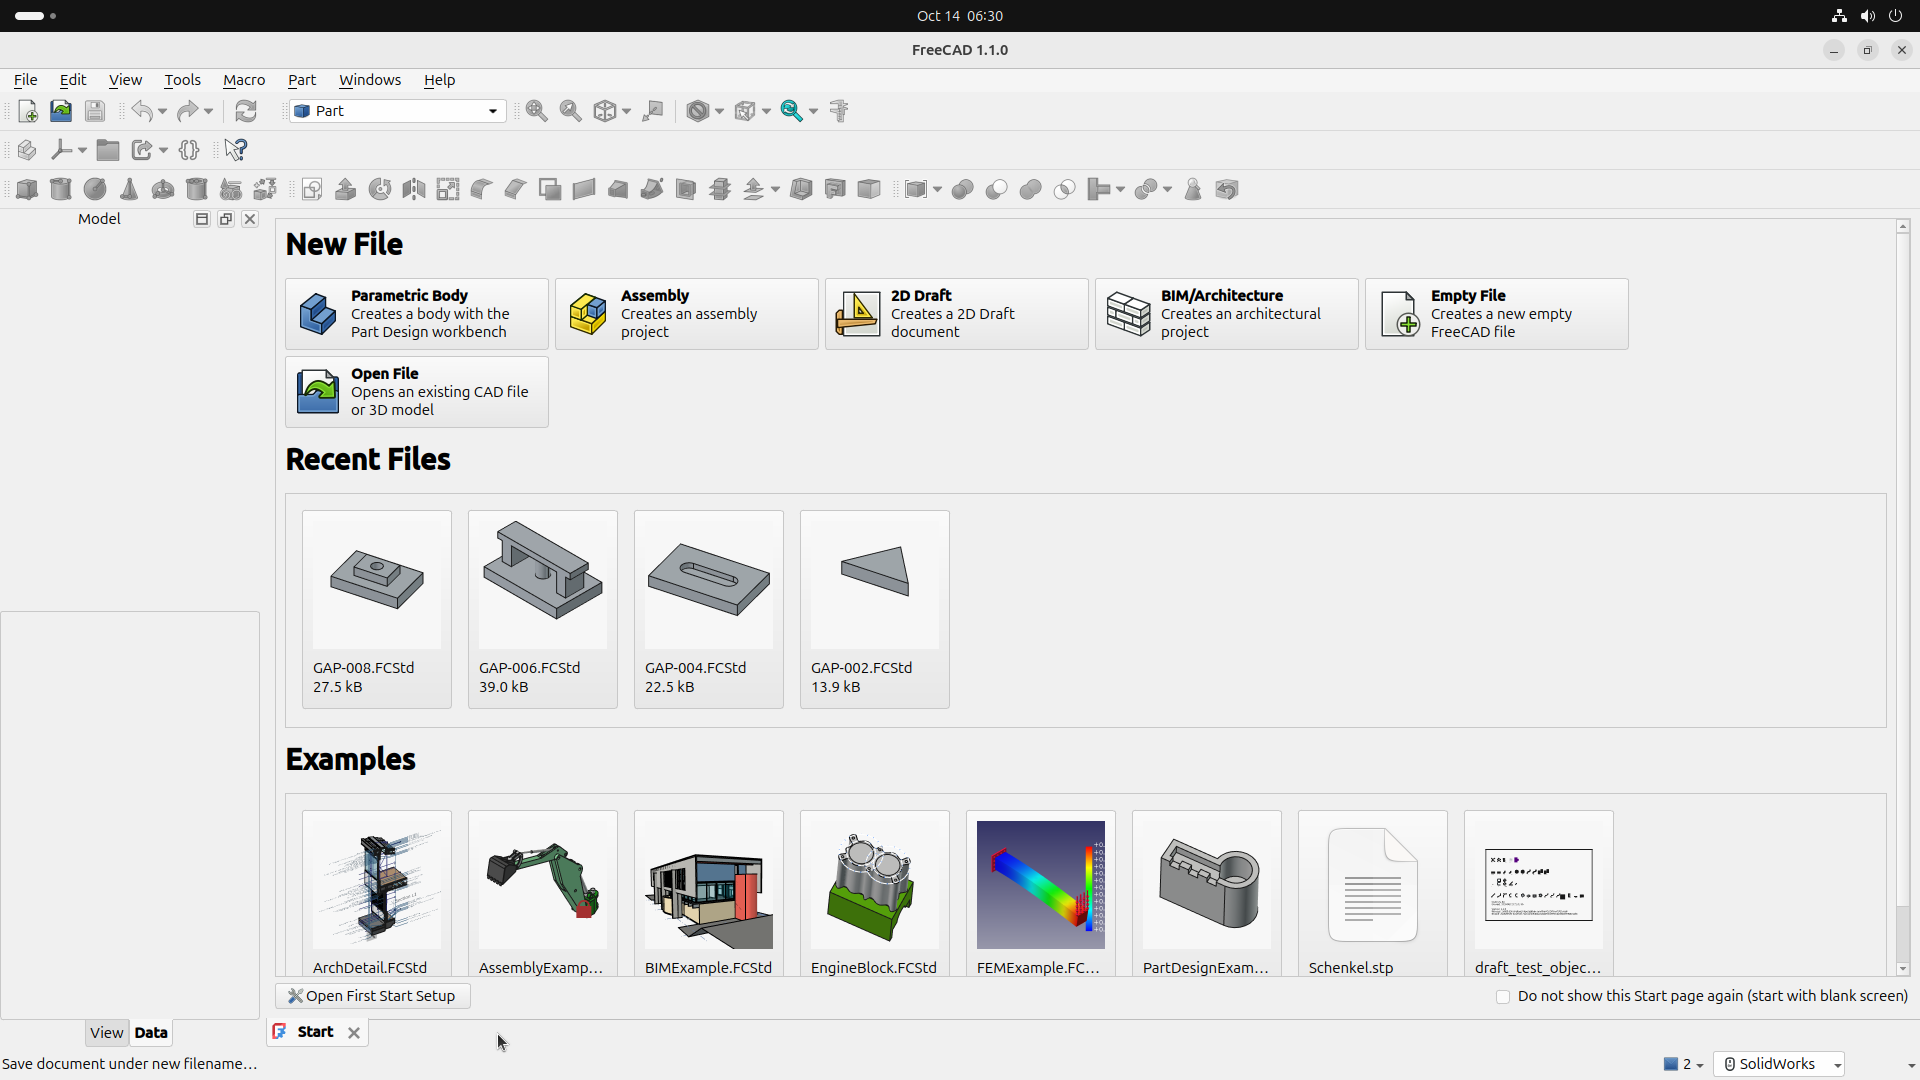 Oct 14 06:30
FreeCAD 1.1.0
File Edit View Tools Macro Part Windows Help
Part
Model
New File
Parametric Body
Creates a body with the
Part Design workbench
Assembly
Creates an assembly
project
2D Draft
Creates a 2D Draft
document
BIM/Architecture
Creates an architectural
project
Empty File
Creates a new empty
FreeCAD file
Open File
Opens an existing CAD file
or 3D model
Recent Files
GAP-008.FCStd
27.5 kB
GAP-006.FCStd
39.0 kB
GAP-004.FCStd
22.5 kB
GAP-002.FCStd
13.9 kB
Examples
ArchDetail.FCStd
AssemblyExamp...
BIMExample.FCStd
EngineBlock.FCStd
FEMExample.FC...
PartDesignExam...
Schenkel.stp
draft_test_objec...
Open First Start Setup
Do not show this Start page again (start with blank screen)
View Data
Start
Save document under new filename...
2
SolidWorks